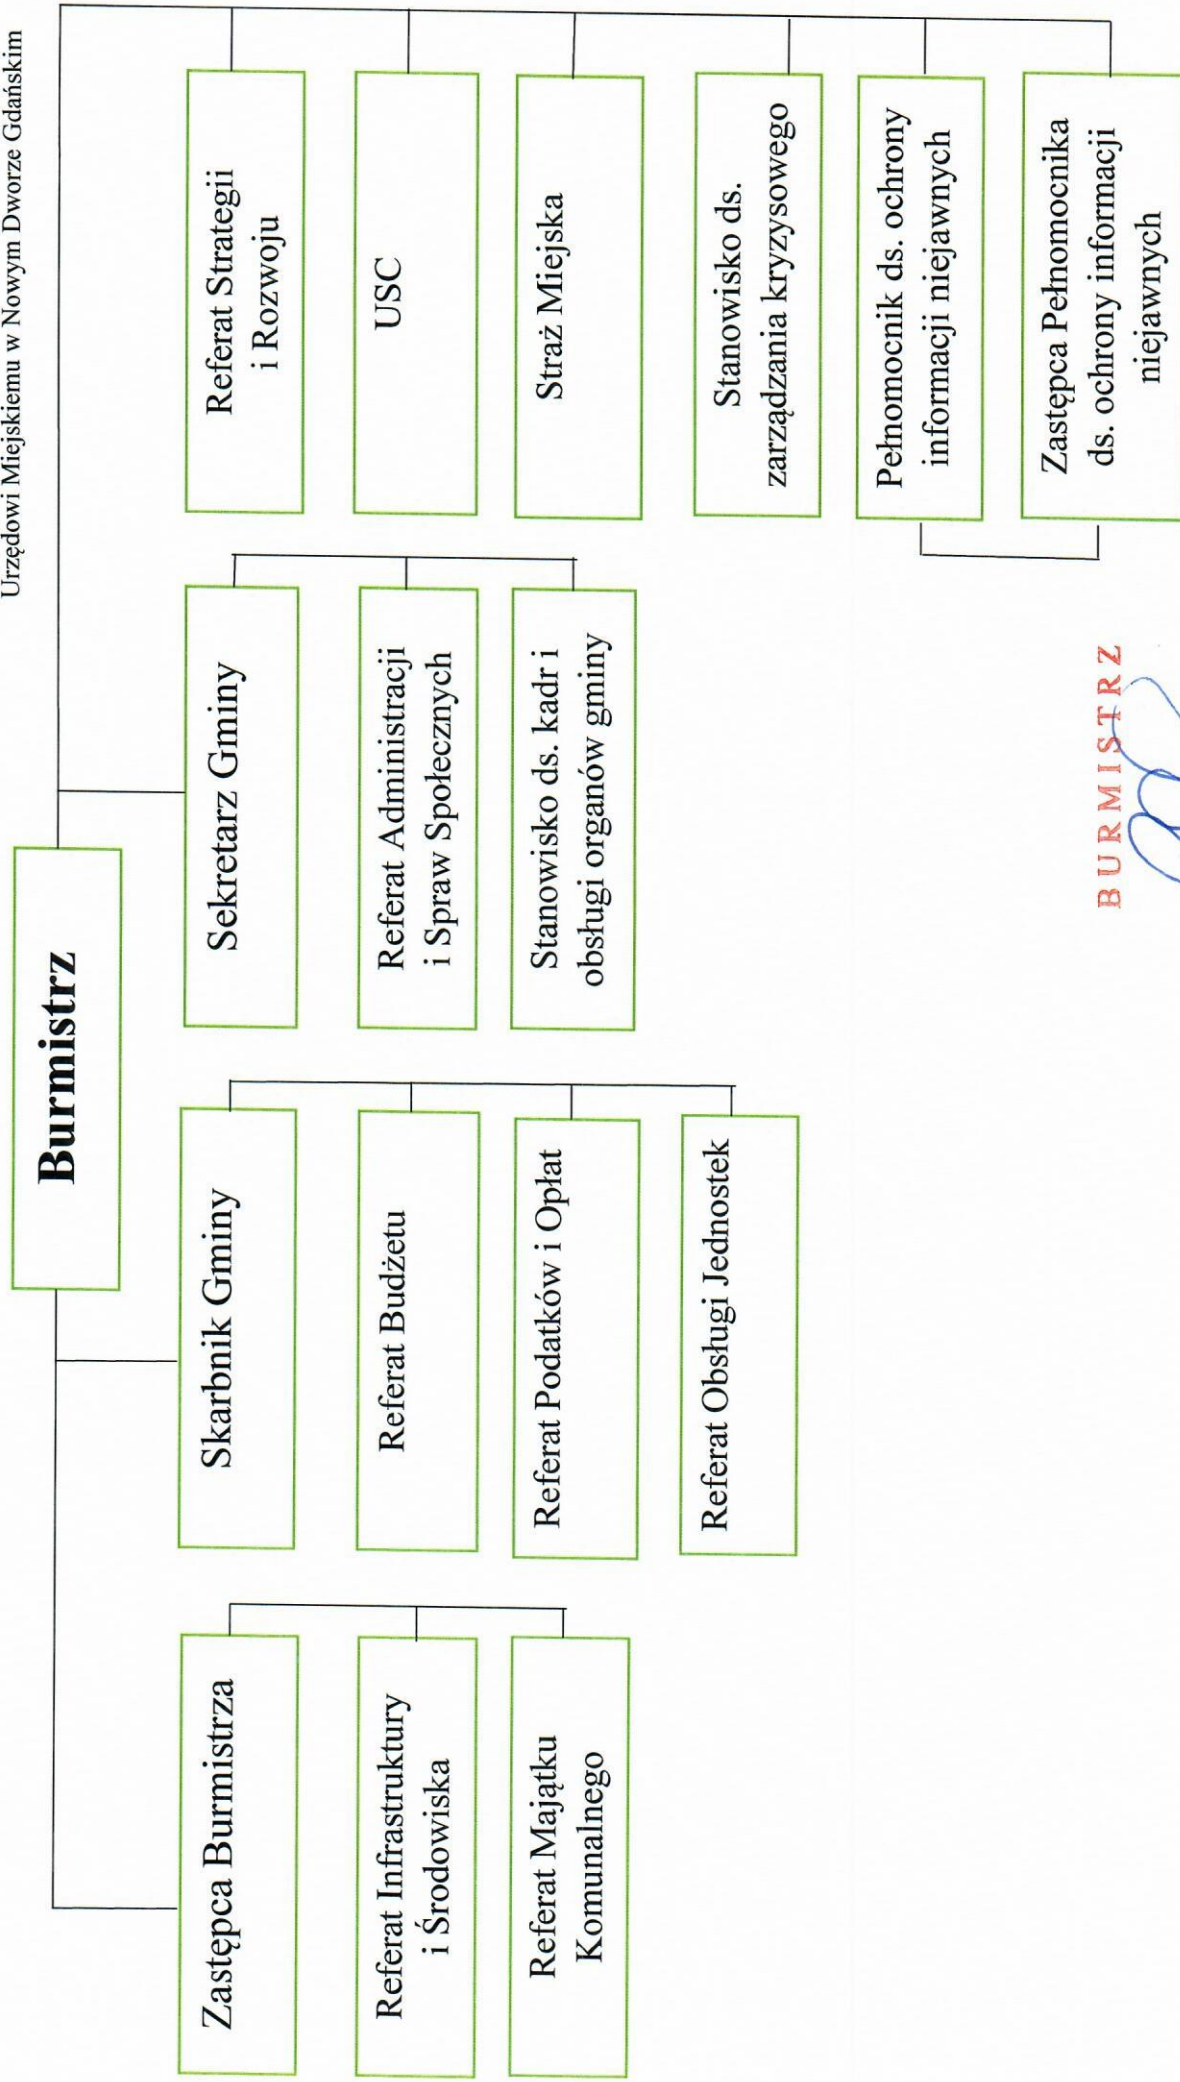 Urzędowi Miejskiemu w Nowym Dworze Gdańskim
Burmistrz
Zastępca Burmistrza
Referat Infrastruktury
i Środowiska
Referat Majątku
Komunalnego
Skarbnik Gminy
Referat Budżetu
Referat Podatków i Opłat
Referat Obsługi Jednostek
Sekretarz Gminy
Referat Administracji
i Spraw Społecznych
Stanowisko ds. kadr i
obsługi organów gminy
Referat Strategii
i Rozwoju
USC
Straż Miejska
Stanowisko ds.
zarządzania kryzysowego
Pełnomocnik ds. ochrony
informacji niejawnych
Zastępca Pełnomocnika
ds. ochrony informacji
niejawnych
BURMISTRZ